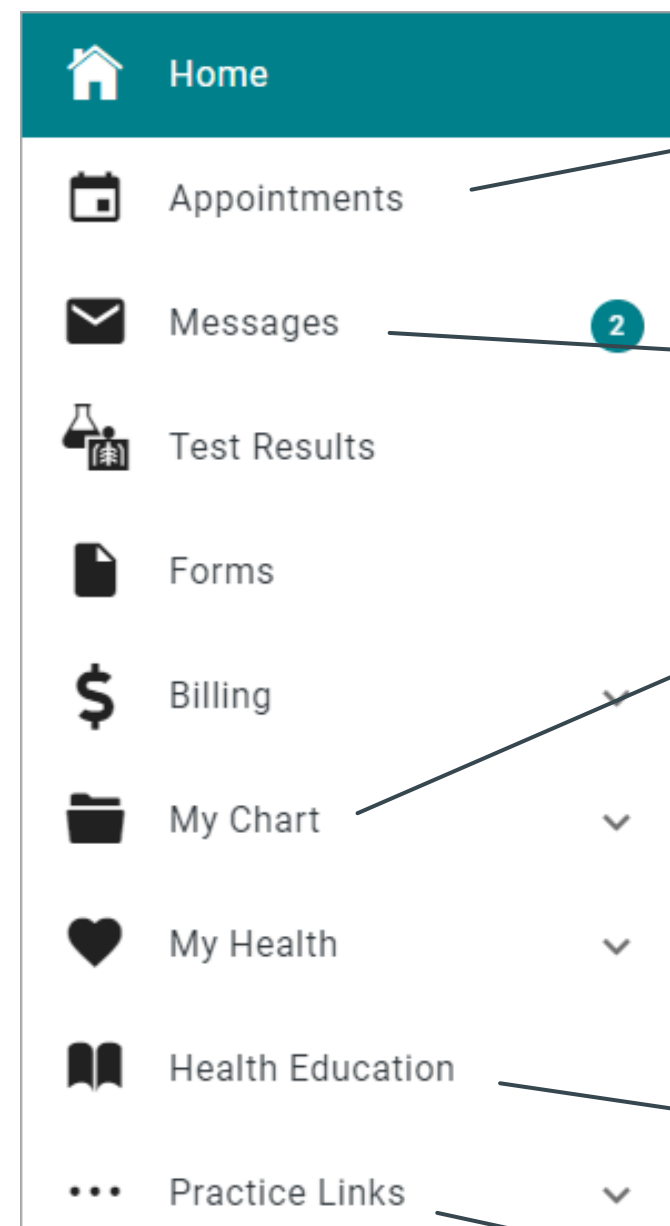 Home
Appointments
Messages 2
Test Results
Forms
Billing
My Chart
My Health
Health Education
Practice Links